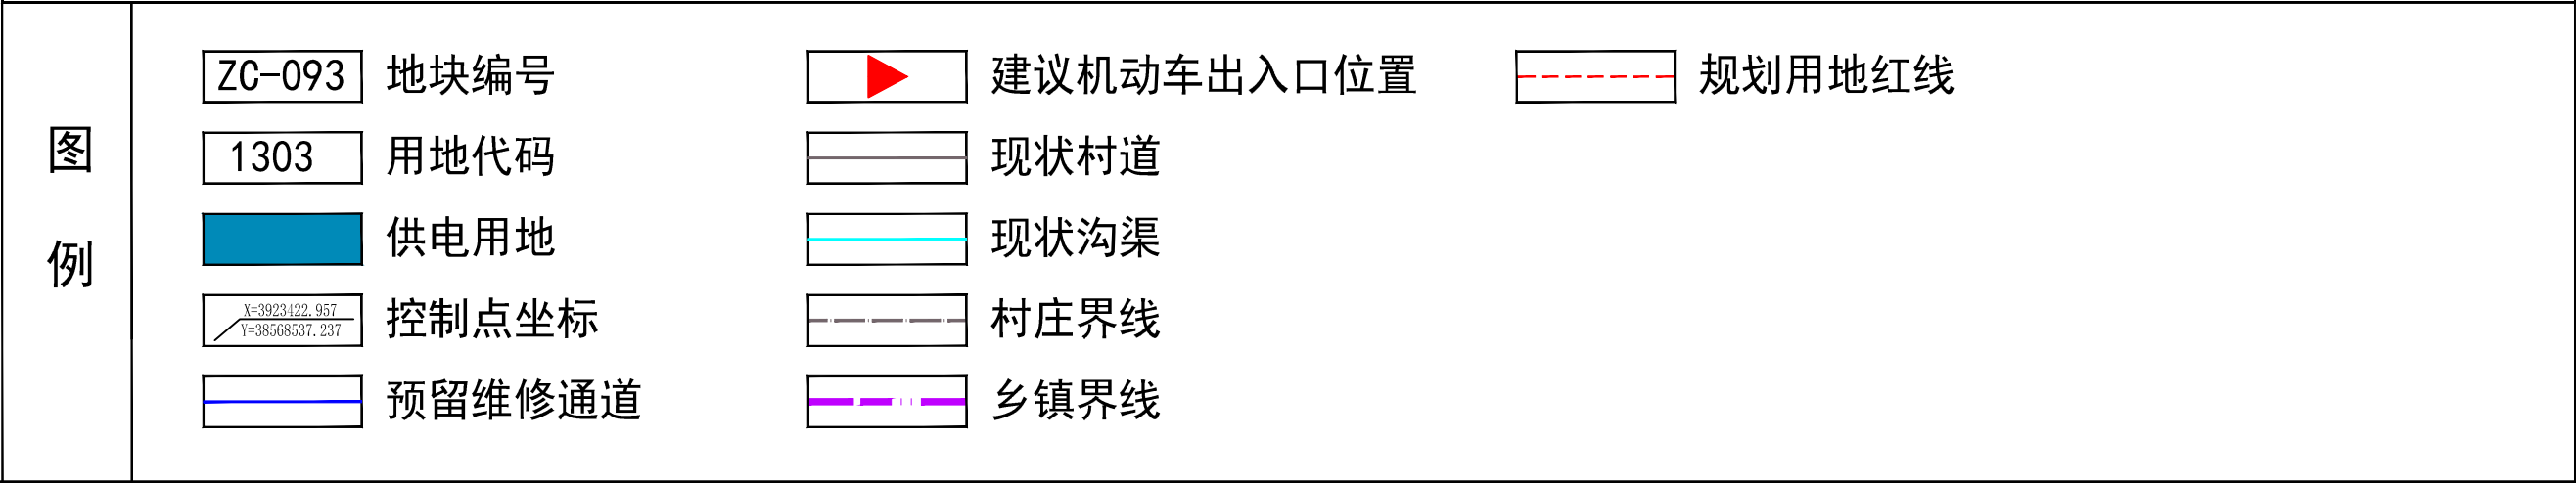 图例
ZC-093 地块编号
1303 用地代码
供电用地
X=3923422.957
Y=38568537.237
控制点坐标
预留维修通道
建议机动车出入口位置
现状村道
现状沟渠
村庄界线
乡镇界线
规划用地红线